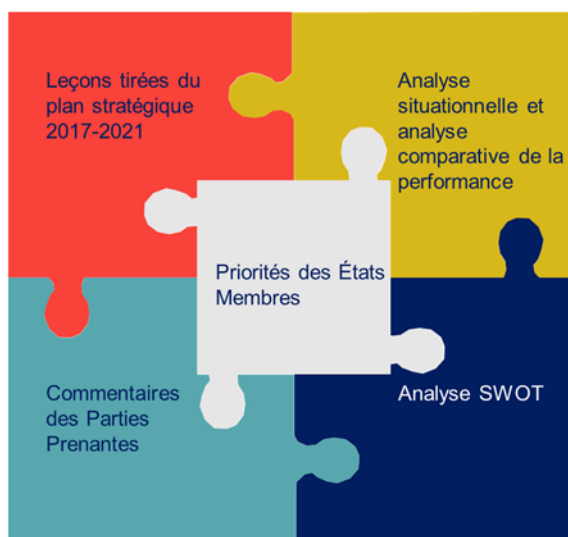 Leçons tirées du
plan stratégique
2017-2021
Analyse
situationnelle et
analyse
comparative de la
performance
Priorités des États
Membres
Commentaires
des Parties
Prenantes
Analyse SWOT